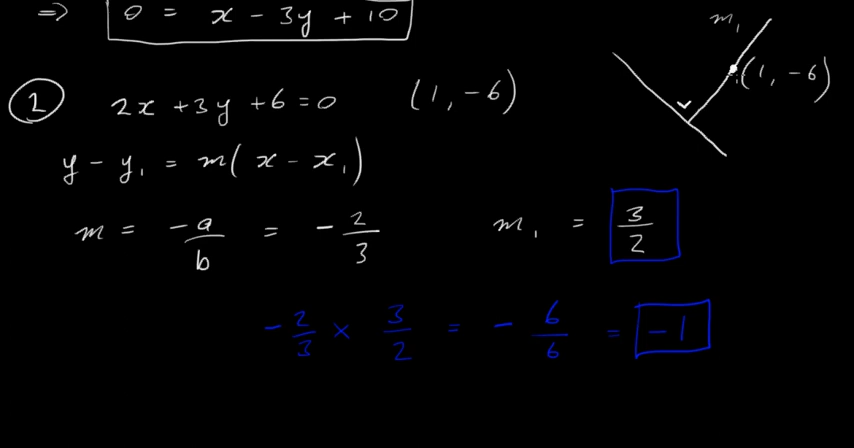 ⇒ 0 = x - 3y + 10
m₁
(1, -6)
② 2x + 3y + 6 = 0 (1, -6)
y - y₁ = m(x - x₁)
m = -a/b = -2/3 m₁ = 3/2
-2/3 × 3/2 = -6/6 = -1